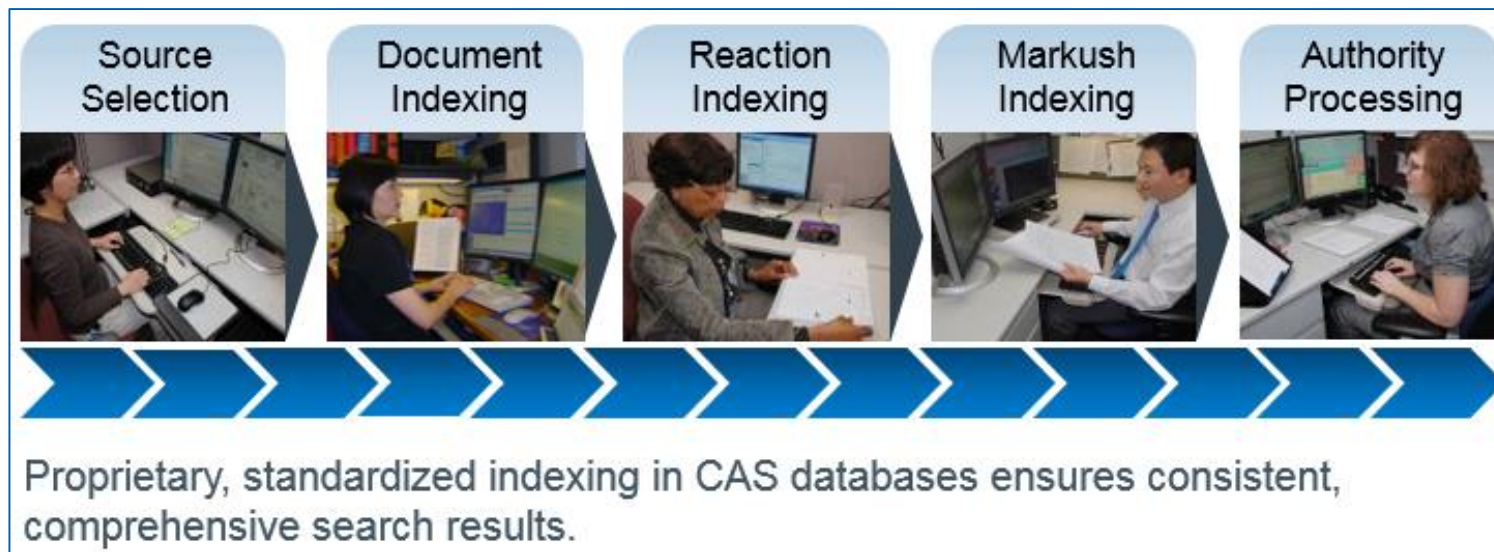 Source
Selection
Document
Indexing
Reaction
Indexing
Markush
Indexing
Authority
Processing
Proprietary, standardized indexing in CAS databases ensures consistent,
comprehensive search results.